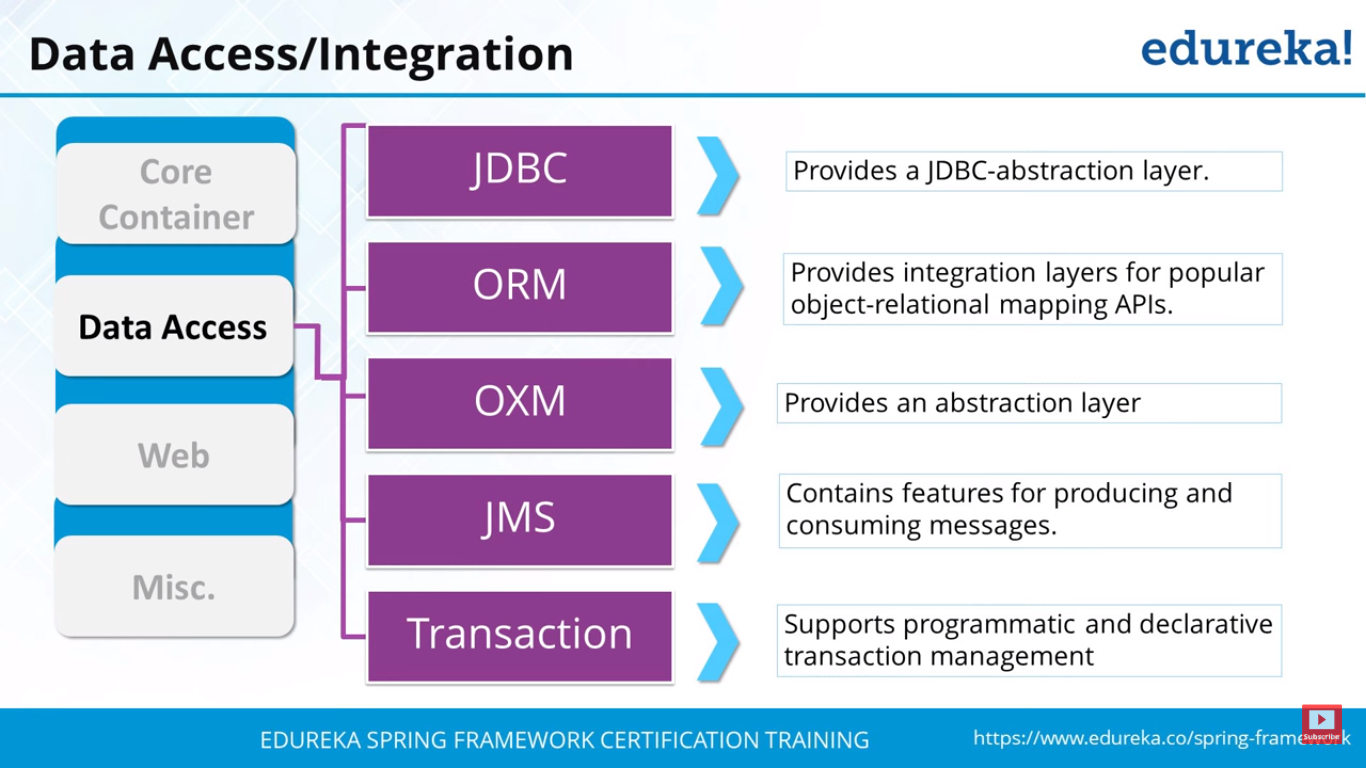 Data Access/Integration
edureka!
Core
Container
Data Access
Web
Misc.
JDBC
Provides a JDBC-abstraction layer.
ORM
Provides integration layers for popular
object-relational mapping APIs.
OXM
Provides an abstraction layer
JMS
Contains features for producing and
consuming messages.
Transaction
Supports programmatic and declarative
transaction management
EDUREKA SPRING FRAMEWORK CERTIFICATION TRAINING
https://www.edureka.co/spring-framework
Subscribe